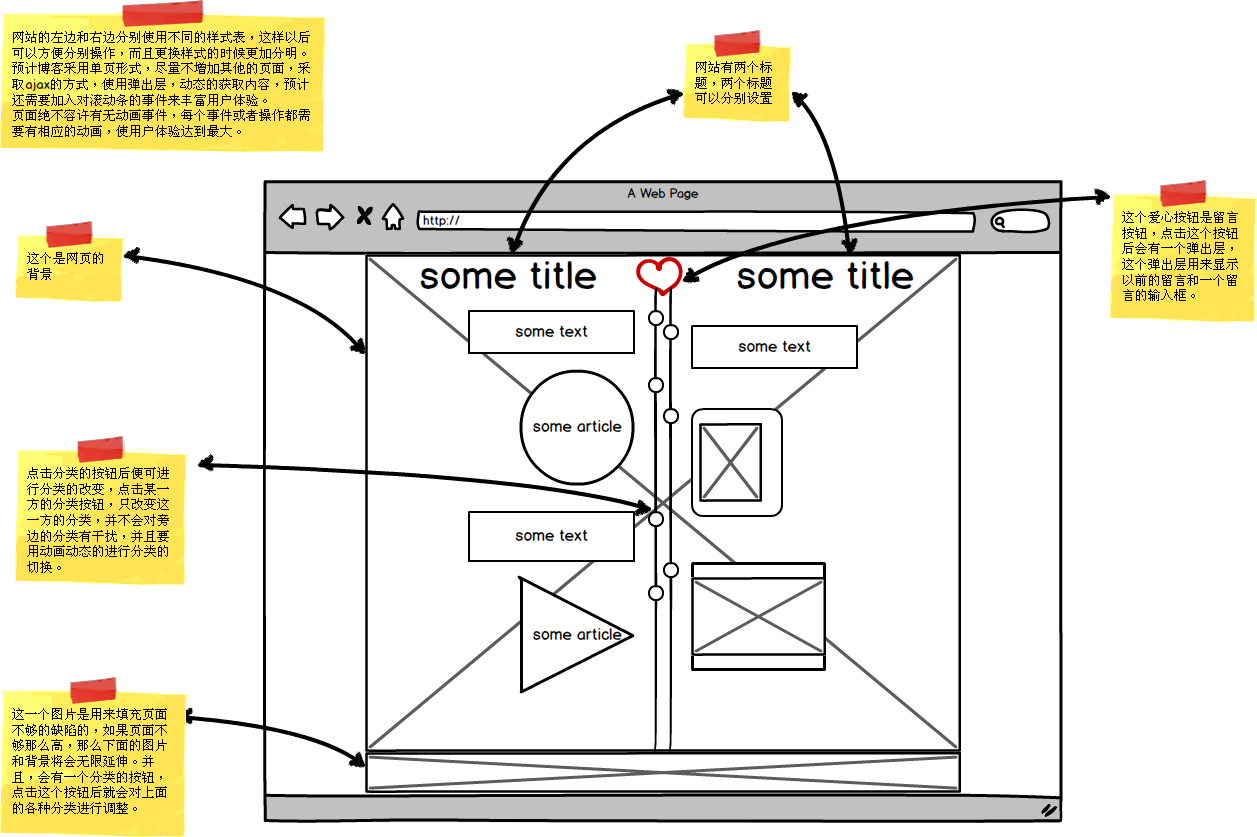 网站的左边和右边分别使用不同的样式表，这样以后
可以方便分别操作，而且更换样式的时候更加分明。
预计博客采用单页形式，尽量不增加其他的页面，采
取ajax的方式，使用弹出层，动态的获取内容，预计
还需要加入对滚动条的事件来丰富用户体验。
页面绝不容许有无动画事件，每个事件或者操作都需
要有相应的动画，使用户体验达到最大。
网站有两个标
题，两个标题
可以分别设置
A Web Page
http://
这个爱心按钮是留言
按钮，点击这个按钮
后会有一个弹出层，
这个弹出层用来显示
以前的留言和一个留
言的输入框。
这个是网页的
背景
some title
some title
some text
some text
some article
点击分类的按钮后便可进
行分类的改变，点击某一
方的分类按钮，只改变这
一方的分类，并不会对旁
边的分类有干扰，并且要
用动画动态的进行分类的
切换。
some text
some article
这一个图片是用来填充页面
不够的缺陷的，如果页面不
够那么高，那么下面的图片
和背景将会无限延伸。并
且，会有一个分类的按钮，
点击这个按钮后就会对上面
的各种分类进行调整。